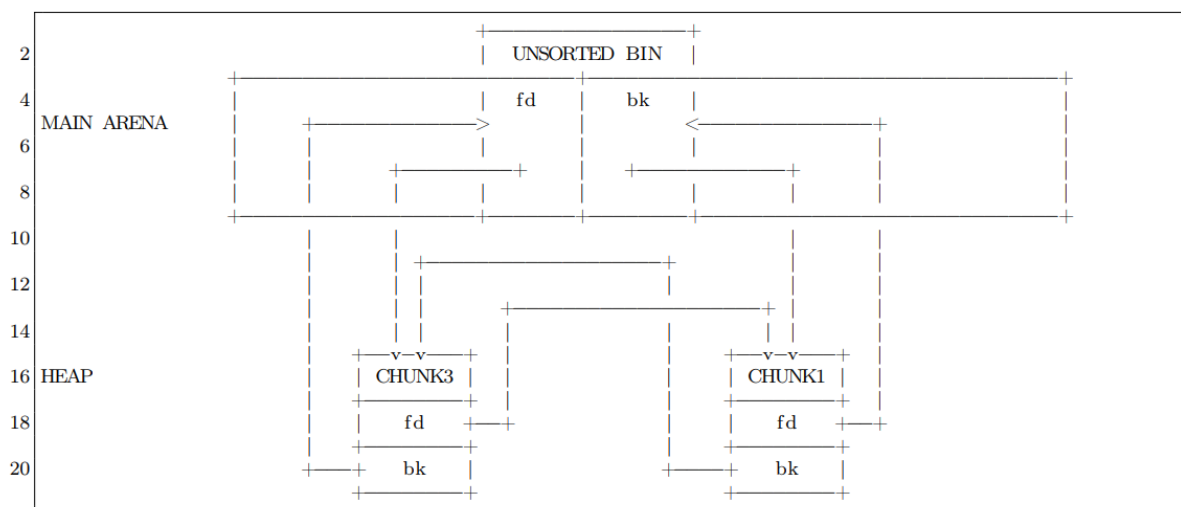 2 UNSORTED BIN
4 fd bk
MAIN ARENA
6
8
10
12
14
v v v v
16 HEAP CHUNK3 CHUNK1
18 fd fd
20 bk bk